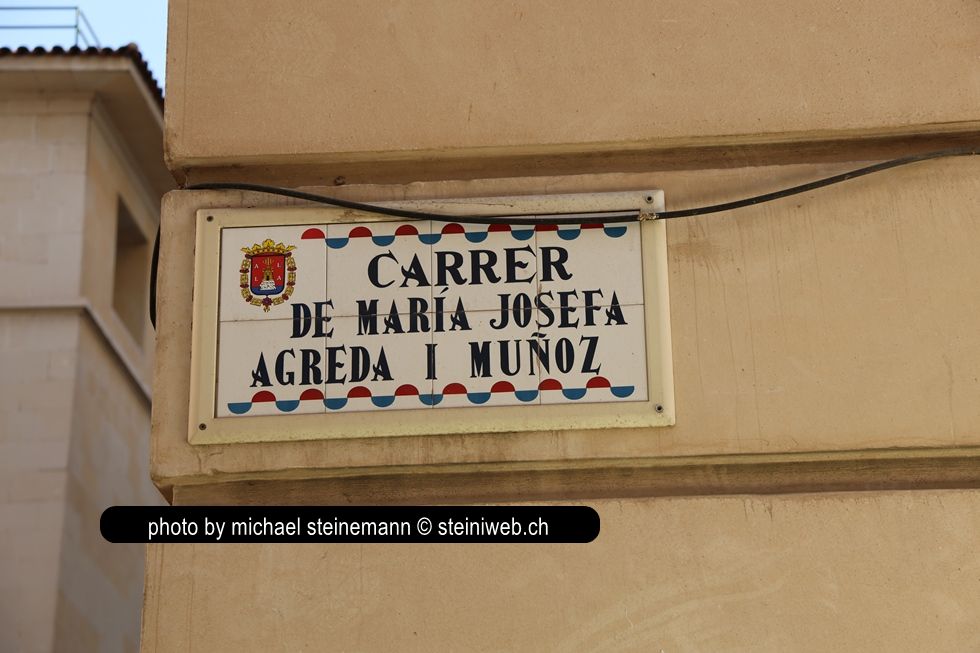 CARRER
DE MARÍA JOSEFA
AGREDA I MUÑOZ
photo by michael steinemann © steiniweb.ch